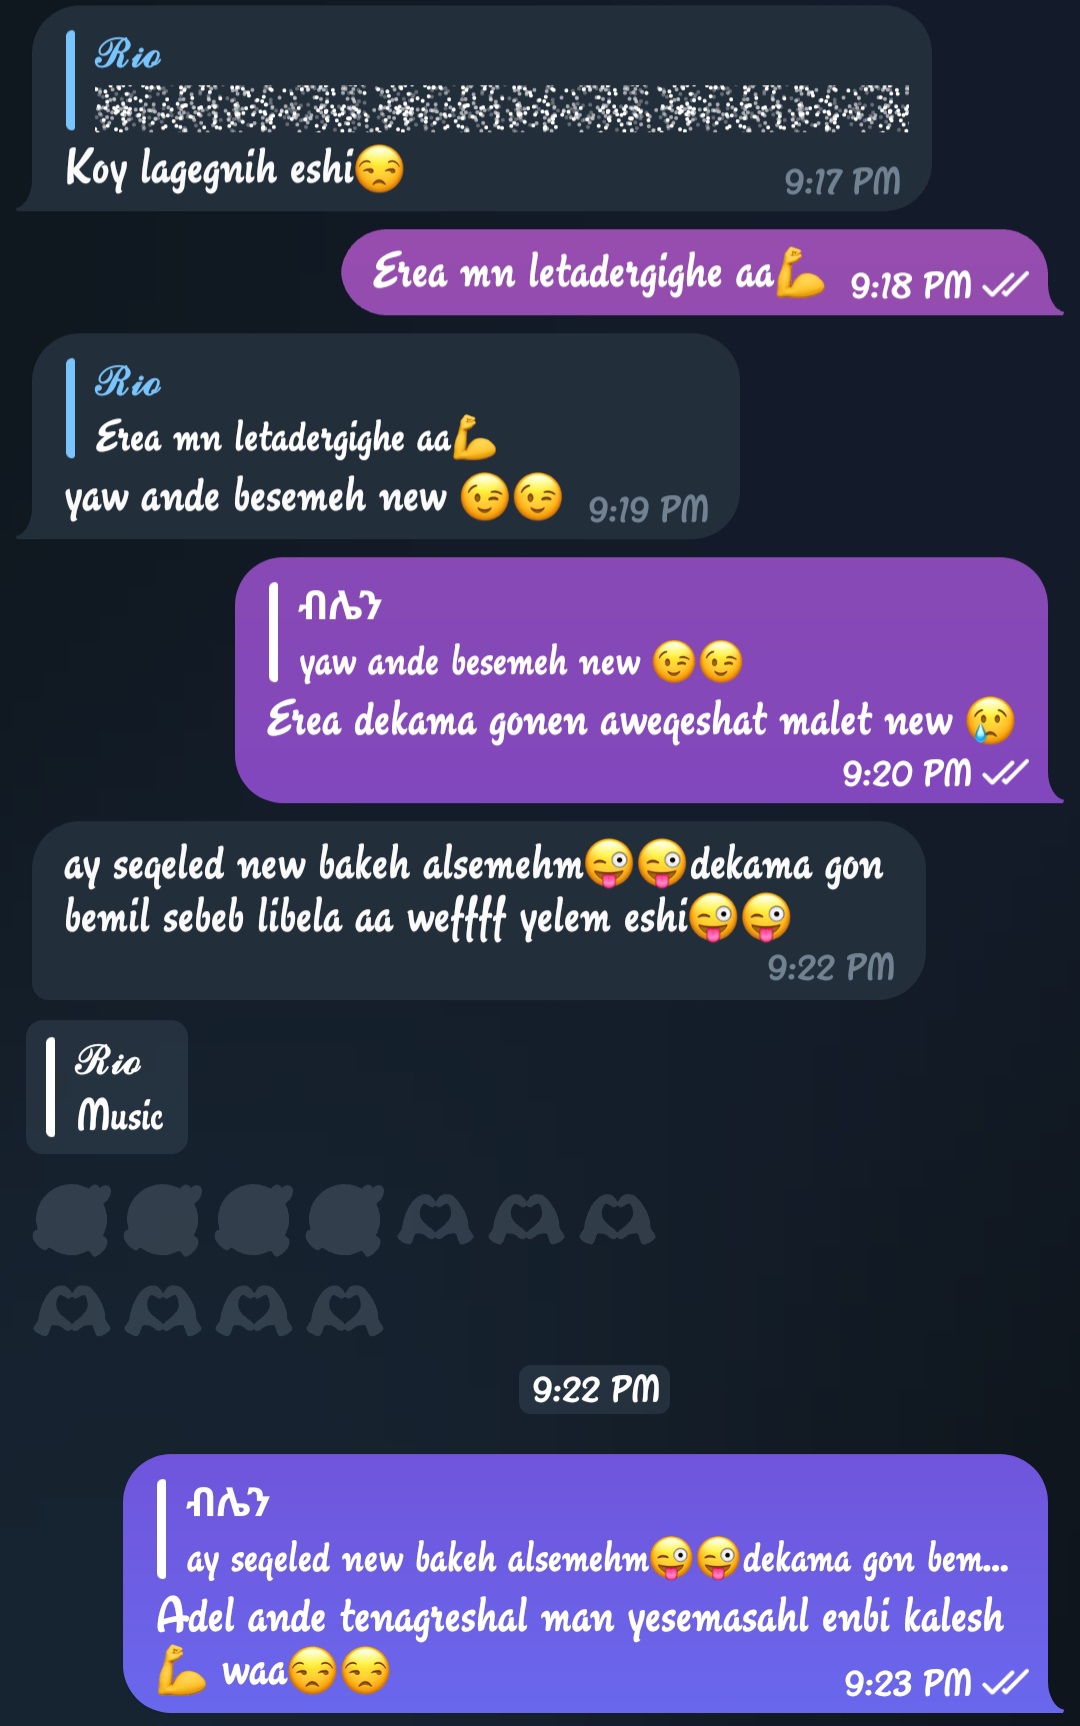 Rio
Koy lagegnih eshi😒
9:17 PM
Erea mn letadergighe aa💪 9:18 PM
Rio
Erea mn letadergighe aa💪
yaw ande besemeh new 😉😉 9:19 PM
ብሌን
yaw ande besemeh new 😉😉
Erea dekama gonen aweqeshat malet new 😢
9:20 PM
ay seqeled new bakeh alsemehm😜😜dekama gon
bemil sebeb libela aa weffff yelem eshi😜😜
9:22 PM
Rio
Music
9:22 PM
ብሌን
ay seqeled new bakeh alsemehm😜😜dekama gon bem...
Adel ande tenagreshal man yesemasahl enbi kalesh
💪 waa😒😒 9:23 PM